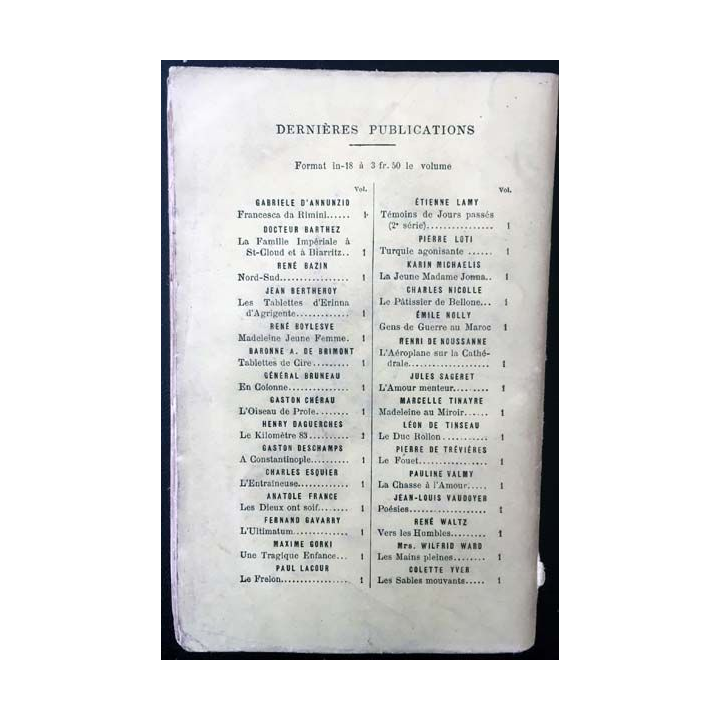 DERNIÈRES PUBLICATIONS
Format in-18 à 3 fr. 50 le volume
Vol.
GABRIELE D'ANNUNZIO
Francesca da Rimini...... 1
DOCTEUR BARTHEZ
La Famille Impériale à
St-Cloud et à Biarritz.. 1
RENÉ BAZIN
Nord-Sud................. 1
JEAN BERTHEROY
Les Tablettes d'Erinna
d'Agrigente............. 1
RENÉ BOYLESVE
Madeleine Jeune Femme. 1
BARONNE A. DE BRIMONT
Tablettes de Cire......... 1
GÉNÉRAL BRUNEAU
En Colonne............... 1
GASTON CHÉRAU
L'Oiseau de Proie........ 1
HENRY DAGUERCHES
Le Kilomètre 83.......... 1
GASTON DESCHAMPS
A Constantinople......... 1
CHARLES ESQUIER
L'Entraîneuse............ 1
ANATOLE FRANCE
Les Dieux ont soif....... 1
FERNAND GAVARRY
L'Ultimatum.............. 1
MAXIME GORKI
Une Tragique Enfance... 1
PAUL LACOUR
Le Frelon................. 1
Vol.
ÉTIENNE LAMY
Témoins de Jours passés
(2e série)................ 1
PIERRE LOTI
Turquie agonisante ...... 1
KARIN MICHAELIS
La Jeune Madame Jonna.. 1
CHARLES NICOLLE
Le Pâtissier de Bellone... 1
ÉMILE NOLLY
Gens de Guerre au Maroc 1
HENRI DE NOUSSANNE
L'Aéroplane sur la Cathé-
drale.................... 1
JULES SAGERET
L'Amour menteur......... 1
MARCELLE TINAYRE
Madeleine au Miroir...... 1
LÉON DE TINSEAU
Le Duc Rollon ........... 1
PIERRE DE TRÉVIÈRES
Le Fouet................. 1
PAULINE VALMY
La Chasse à l'Amour..... 1
JEAN-LOUIS VAUDOYER
Poésies................... 1
RENÉ WALTZ
Vers les Humbles......... 1
Mrs. WILFRID WARD
Les Mains pleines........ 1
COLETTE YVER
Les Sables mouvants..... 1